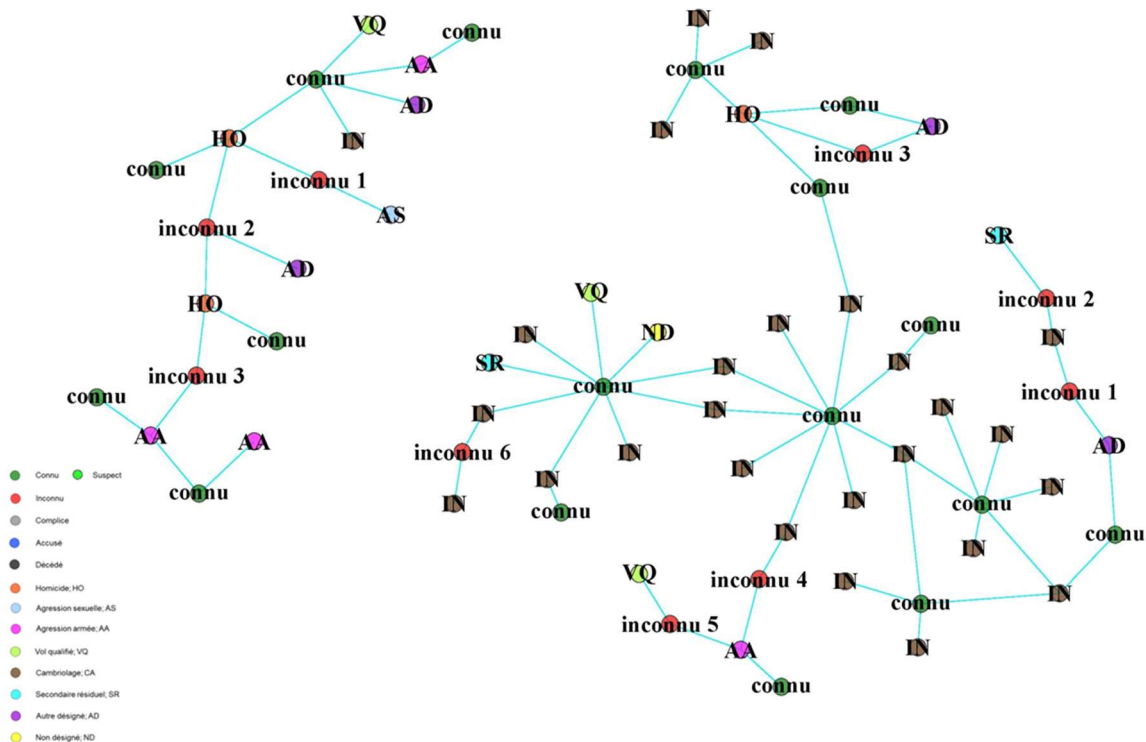 VQ
connu
AA
connu
AD
HO
IN
connu
inconnu 1
AS
inconnu 2
AD
HO
connu
inconnu 3
connu
AA
AA
connu
IN
IN
connu
connu
HO
AD
IN
inconnu 3
connu
SR
VQ
inconnu 2
IN
IN
connu
IN
ND
IN
SR
IN
IN
connu
inconnu 1
IN
IN
IN
connu
IN
inconnu 6
IN
IN
IN
AD
IN
IN
IN
IN
IN
connu
connu
IN
connu
IN
VQ
inconnu 4
IN
IN
connu
inconnu 5
AA
IN
connu
Connu
Suspect
Inconnu
Complice
Accusé
Décédé
Homicide; HO
Agression sexuelle; AS
Agression armée; AA
Vol qualifié; VQ
Cambriolage; CA
Secondaire résiduel; SR
Autre désigné; AD
Non désigné; ND